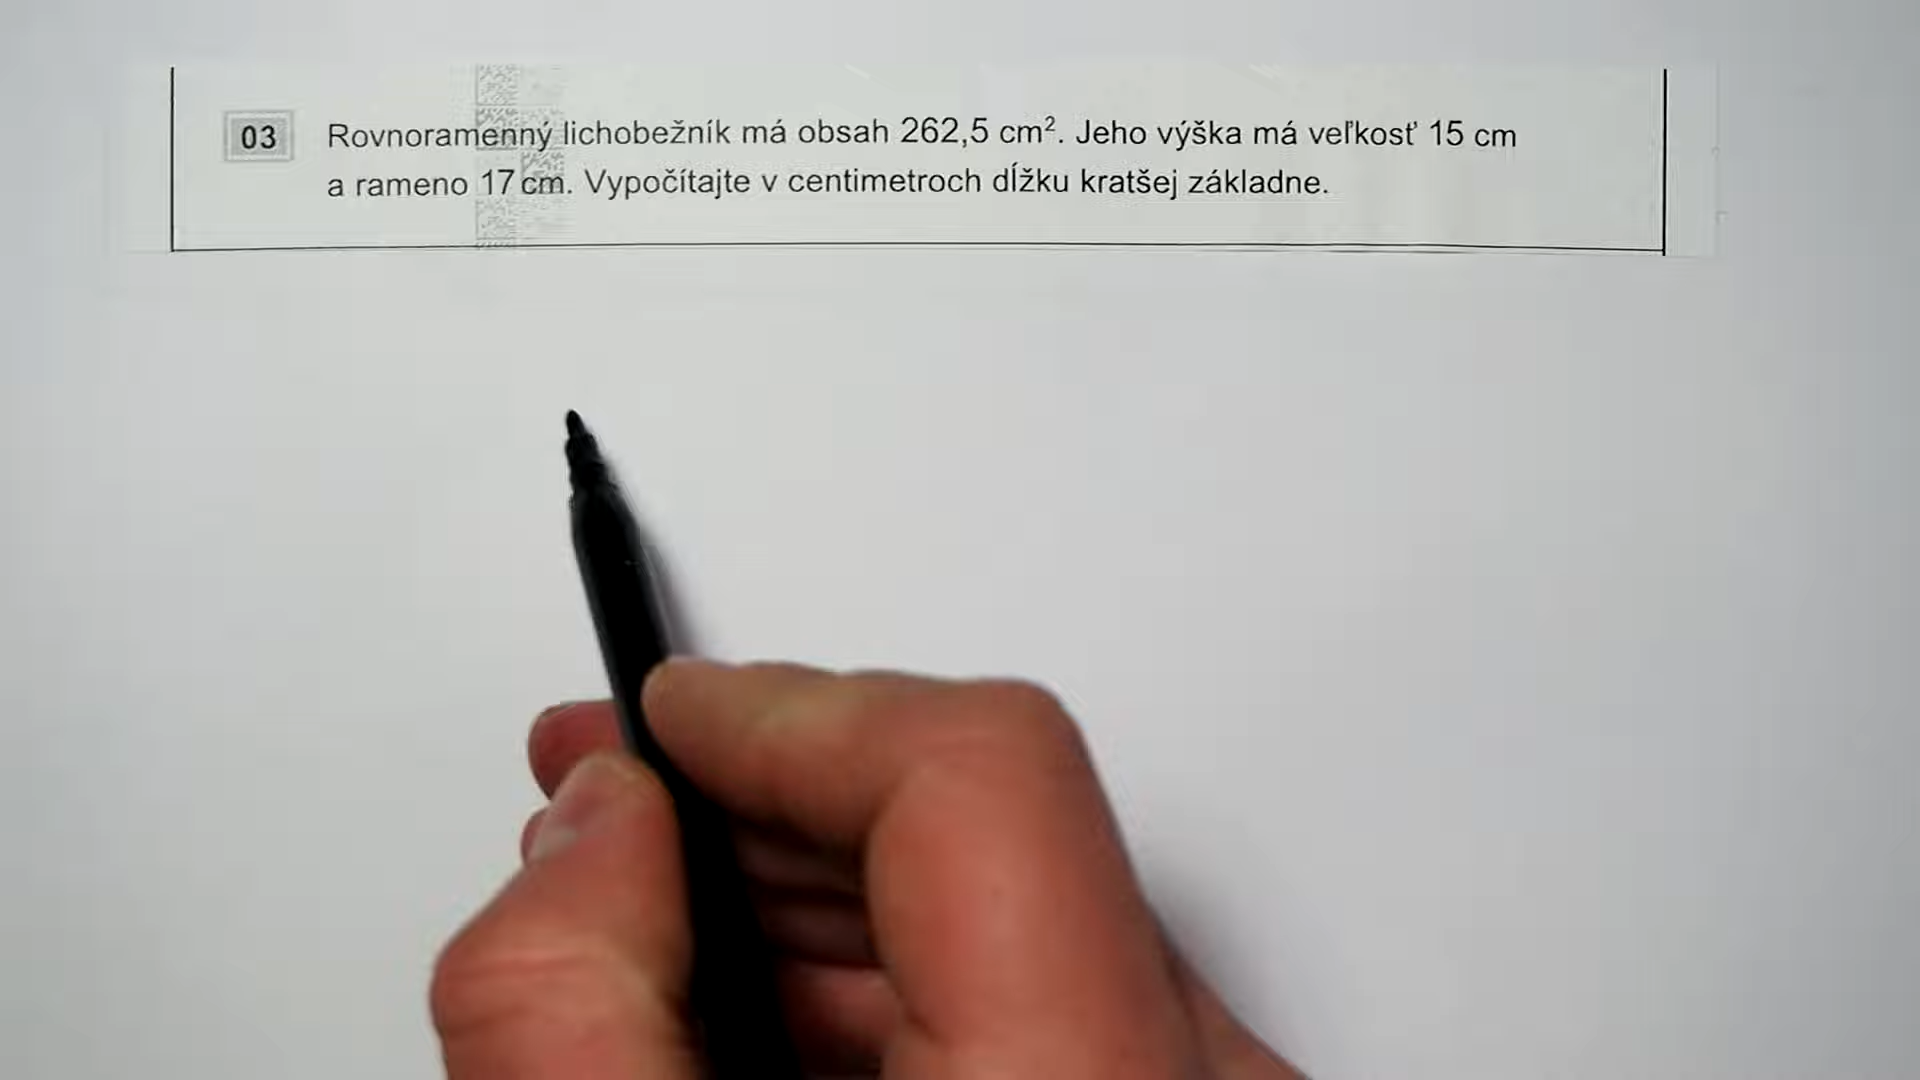 03 Rovnoramenný lichobežník má obsah 262,5 cm². Jeho výška má veľkosť 15 cm
a rameno 17 cm. Vypočítajte v centimetroch dĺžku kratšej základne.